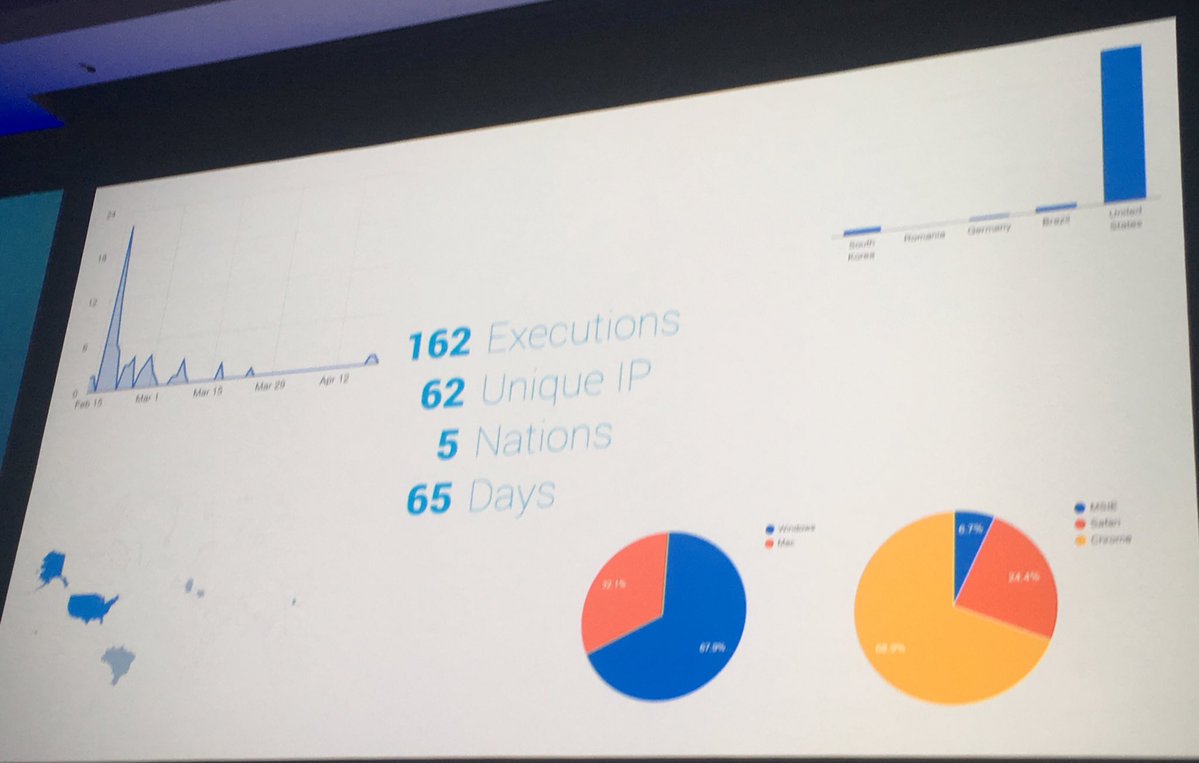 24
18
12
6
0
Feb 15
Mar 1
Mar 15
Mar 29
Apr 12
South
Korea
Romania
Germany
Brazil
United
States
162 Executions
62 Unique IP
5 Nations
65 Days
Windows
Mac
32.1%
67.9%
MSIE
Safari
Chrome
6.7%
24.4%
68.9%